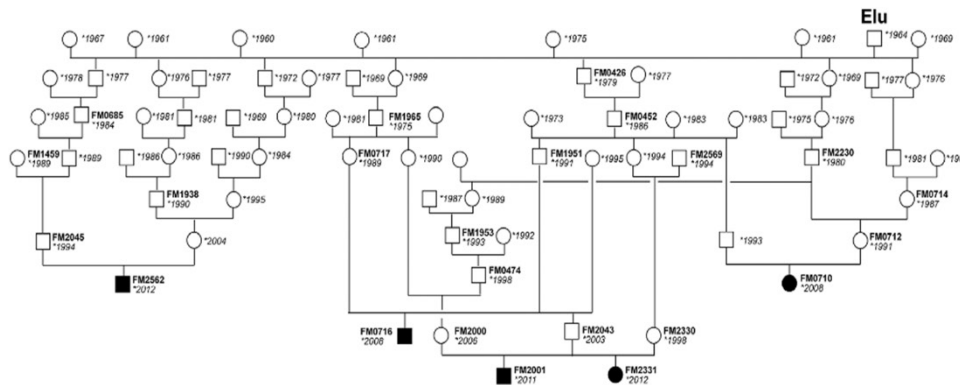 Elu
*1967 *1961 *1960 *1961 *1975 *1961 *1964 *1969
*1978 *1977 *1976 *1977 *1972 *1977 *1969 *1969 FM0426 *1979 *1977 *1972 *1969 *1977 *1976
*1985 FM0685 *1984 *1981 *1981 *1969 *1980 *1981 FM1965 *1975 *1973 FM0452 *1986 *1983 *1983 *1975 *1976
FM1459 *1989 *1989 *1986 *1986 *1990 *1984 FM0717 *1989 *1990 FM1951 *1991 *1995 *1994 FM2569 *1994 FM2230 *1980 *1981
FM1938 *1990 *1995 *1987 *1989 FM0714 *1987
FM2045 *1994 *2004 FM1953 *1993 *1992 *1993 FM0712 *1991
FM2562 *2012 FM0474 *1998 FM0710 *2008
FM0716 *2008 FM2000 *2006 FM2043 *2003 FM2330 *1998
FM2001 *2011 FM2331 *2012